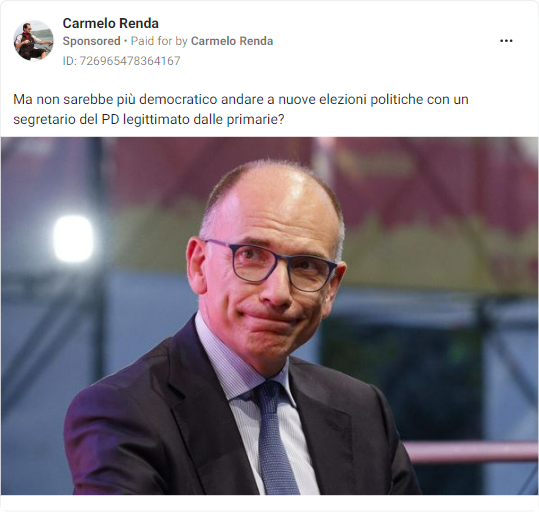 Carmelo Renda
Sponsored • Paid for by Carmelo Renda
ID: 726965478364167
Ma non sarebbe più democratico andare a nuove elezioni politiche con un
segretario del PD legittimato dalle primarie?